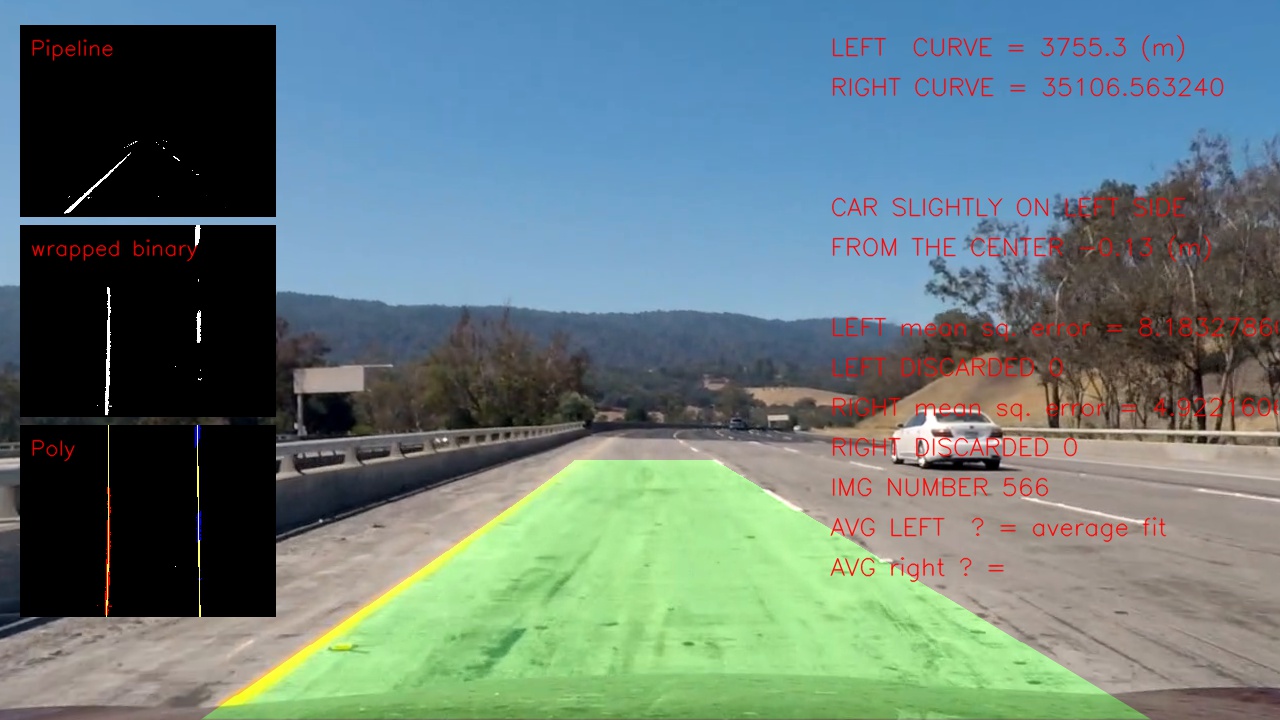 Pipeline
wrapped binary
Poly
LEFT CURVE = 3755.3 (m)
RIGHT CURVE = 35106.563240
CAR SLIGHTLY ON LEFT SIDE
FROM THE CENTER -0.13 (m)
LEFT mean sq. error = 8.1832786
LEFT DISCARDED 0
RIGHT mean sq. error = 4.922160
RIGHT DISCARDED 0
IMG NUMBER 566
AVG LEFT ? = average fit
AVG right ? =